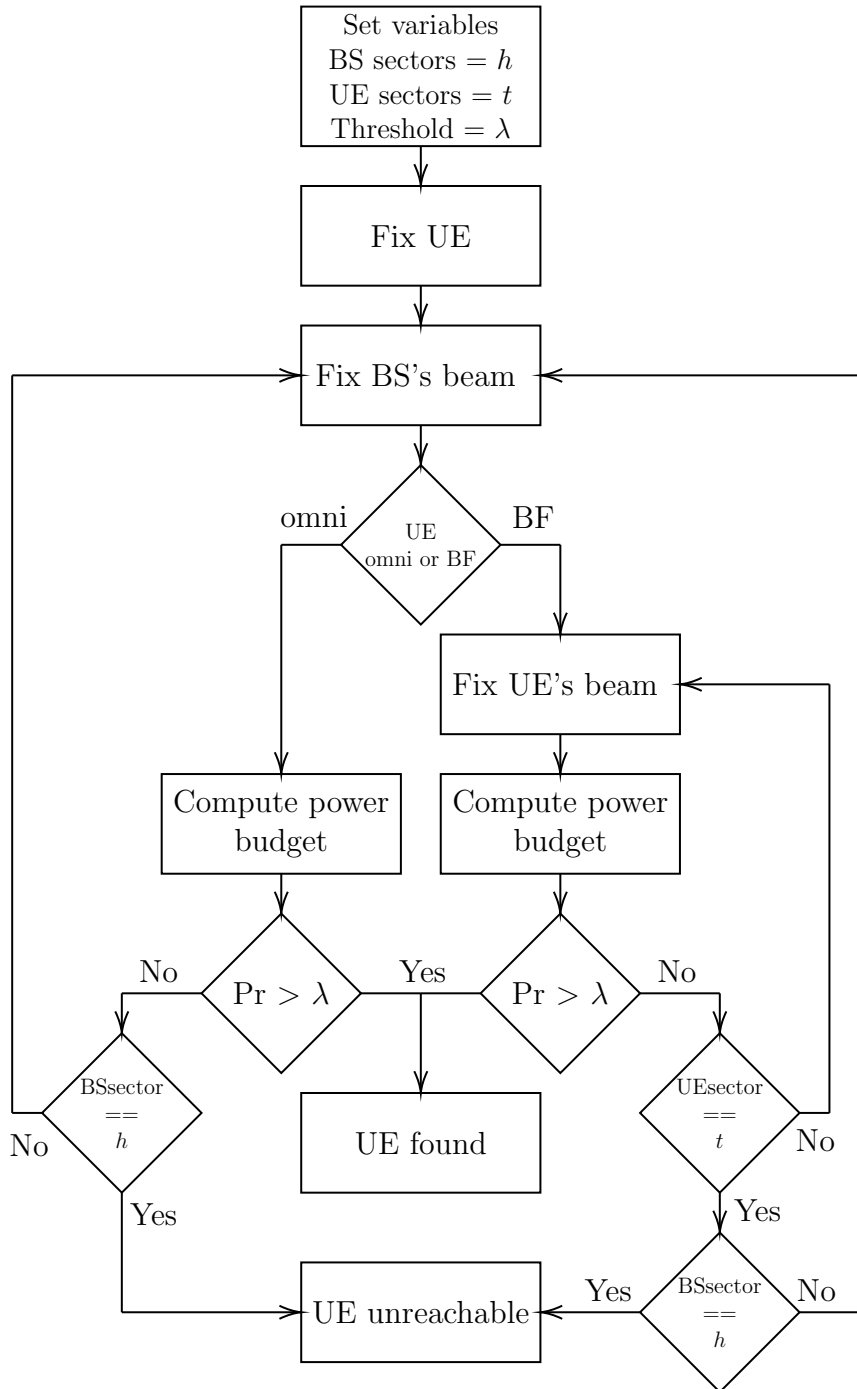 Set variables
BS sectors = h
UE sectors = t
Threshold = λ
Fix UE
Fix BS's beam
omni
UE
omni or BF
BF
Fix UE's beam
Compute power
budget
Compute power
budget
No
Pr > λ
Yes
Pr > λ
No
BSsector
==
h
No
Yes
UE found
UEsector
==
t
No
Yes
UE unreachable
Yes
BSsector
==
h
No